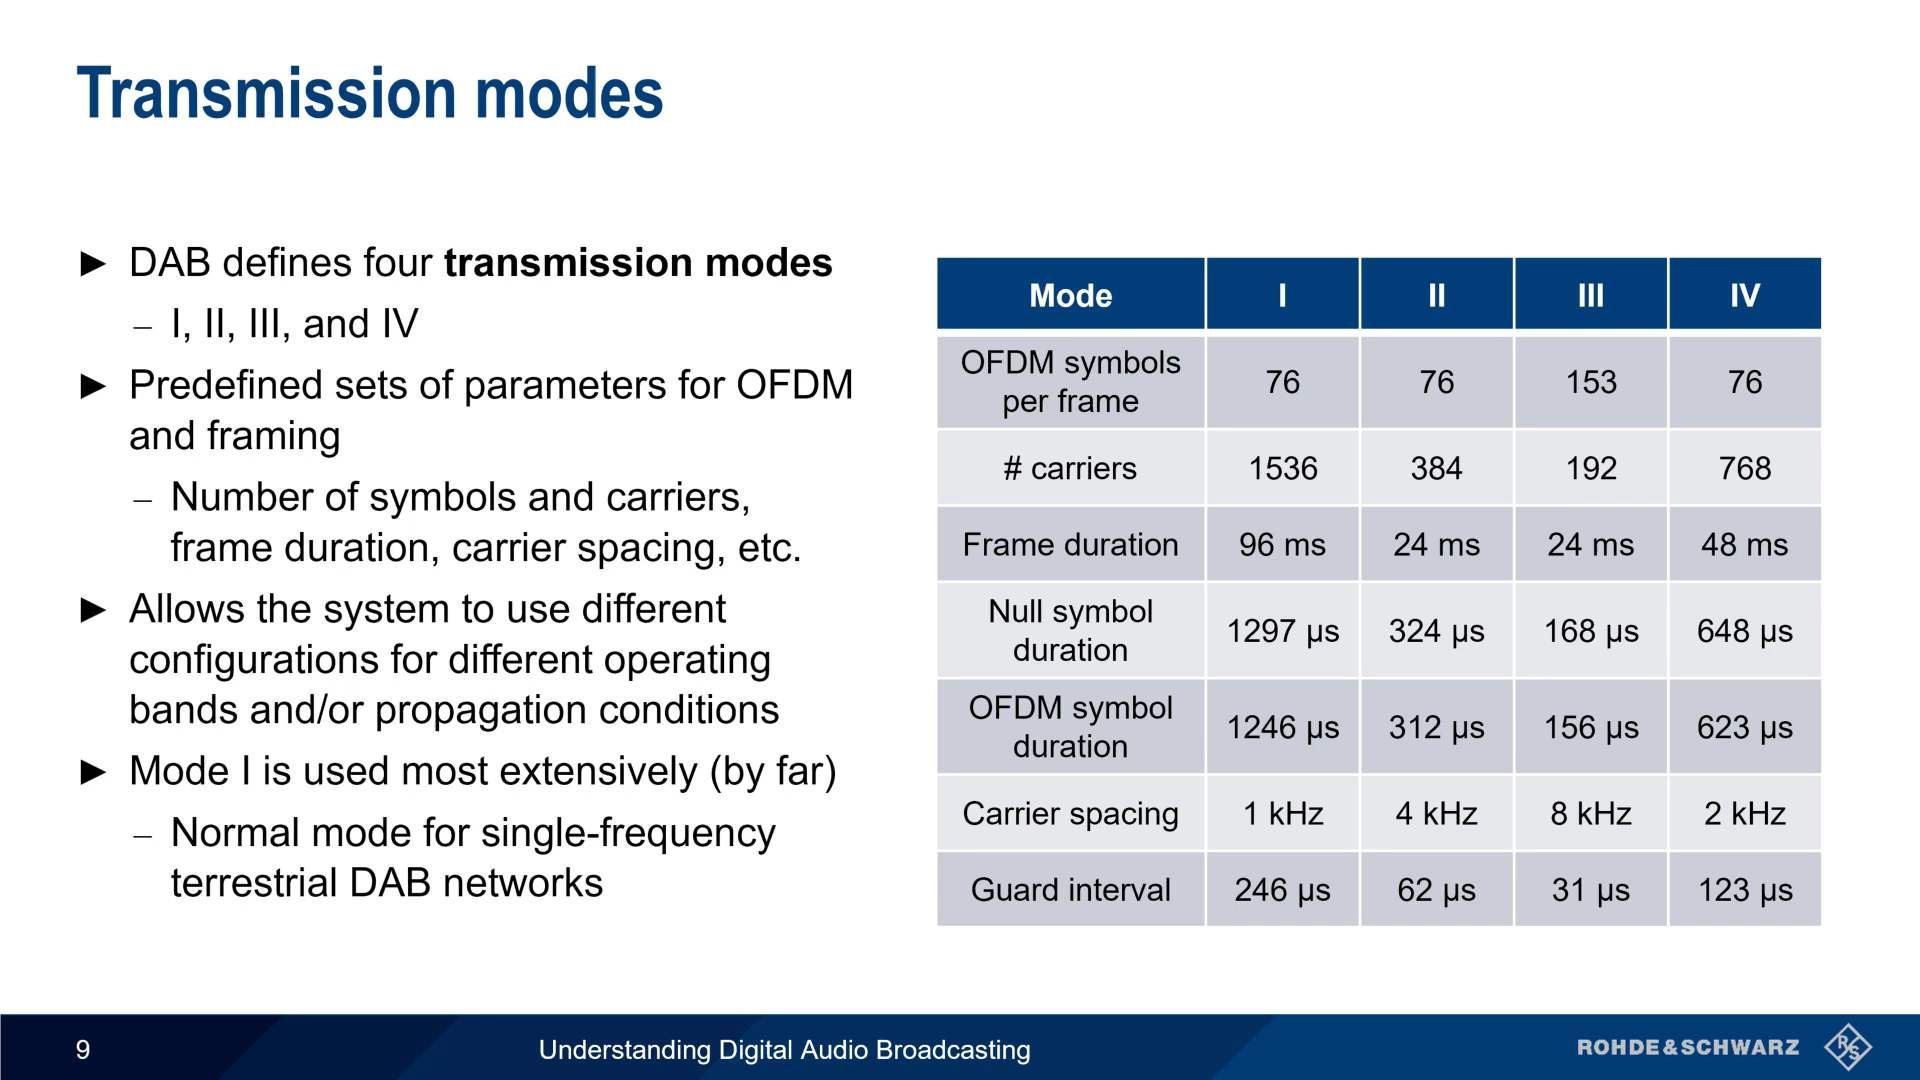 Transmission modes
► DAB defines four transmission modes
– I, II, III, and IV
► Predefined sets of parameters for OFDM
and framing
– Number of symbols and carriers,
frame duration, carrier spacing, etc.
► Allows the system to use different
configurations for different operating
bands and/or propagation conditions
► Mode I is used most extensively (by far)
– Normal mode for single-frequency
terrestrial DAB networks
Mode I II III IV
OFDM symbols
per frame 76 76 153 76
# carriers 1536 384 192 768
Frame duration 96 ms 24 ms 24 ms 48 ms
Null symbol
duration 1297 µs 324 µs 168 µs 648 µs
OFDM symbol
duration 1246 µs 312 µs 156 µs 623 µs
Carrier spacing 1 kHz 4 kHz 8 kHz 2 kHz
Guard interval 246 µs 62 µs 31 µs 123 µs
9 Understanding Digital Audio Broadcasting ROHDE&SCHWARZ R&S